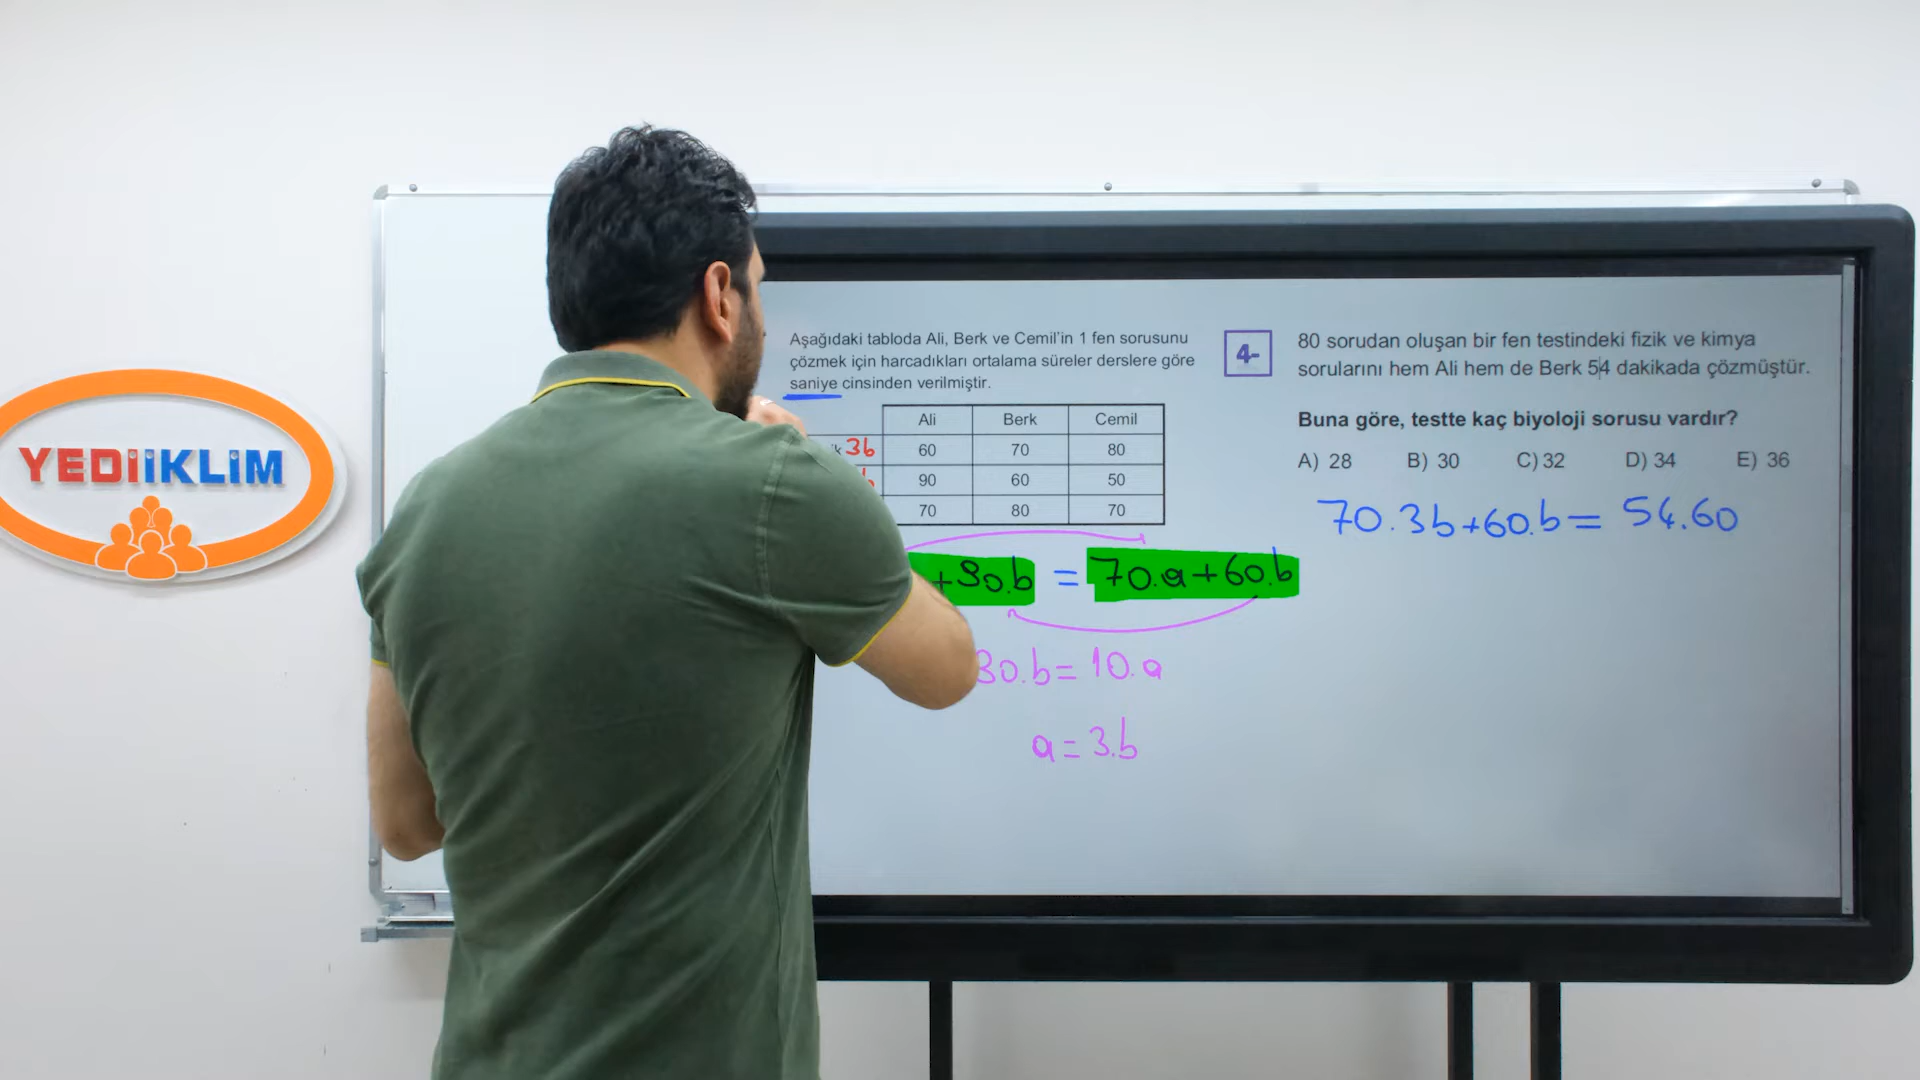 YEDİİKLİM
Aşağıdaki tabloda Ali, Berk ve Cemil'in 1 fen sorusunu
çözmek için harcadıkları ortalama süreler derslere göre
saniye cinsinden verilmiştir.
Ali Berk Cemil
3b 60 70 80
90 60 50
70 80 70
+90.b = 70.a+60.b
30.b = 10.a
a = 3.b
4-
80 sorudan oluşan bir fen testindeki fizik ve kimya
sorularını hem Ali hem de Berk 54 dakikada çözmüştür.
Buna göre, testte kaç biyoloji sorusu vardır?
A) 28 B) 30 C) 32 D) 34 E) 36
70.3b+60.b = 54.60